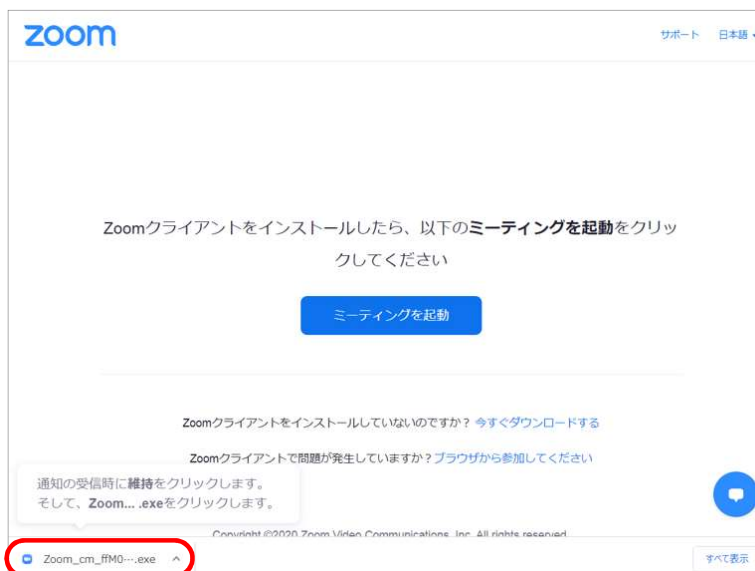 zoom
サポート 日本語
Zoomクライアントをインストールしたら、以下のミーティングを起動をクリッ
クしてください
ミーティングを起動
Zoomクライアントをインストールしていないのですか？ 今すぐダウンロードする
Zoomクライアントで問題が発生していますか？ブラウザから参加してください
通知の受信時に維持をクリックします。
そして、Zoom... .exeをクリックします。
Copyright ©2020 Zoom Video Communications, Inc. All rights reserved.
Zoom_cm_ffM0….exe
すべて表示